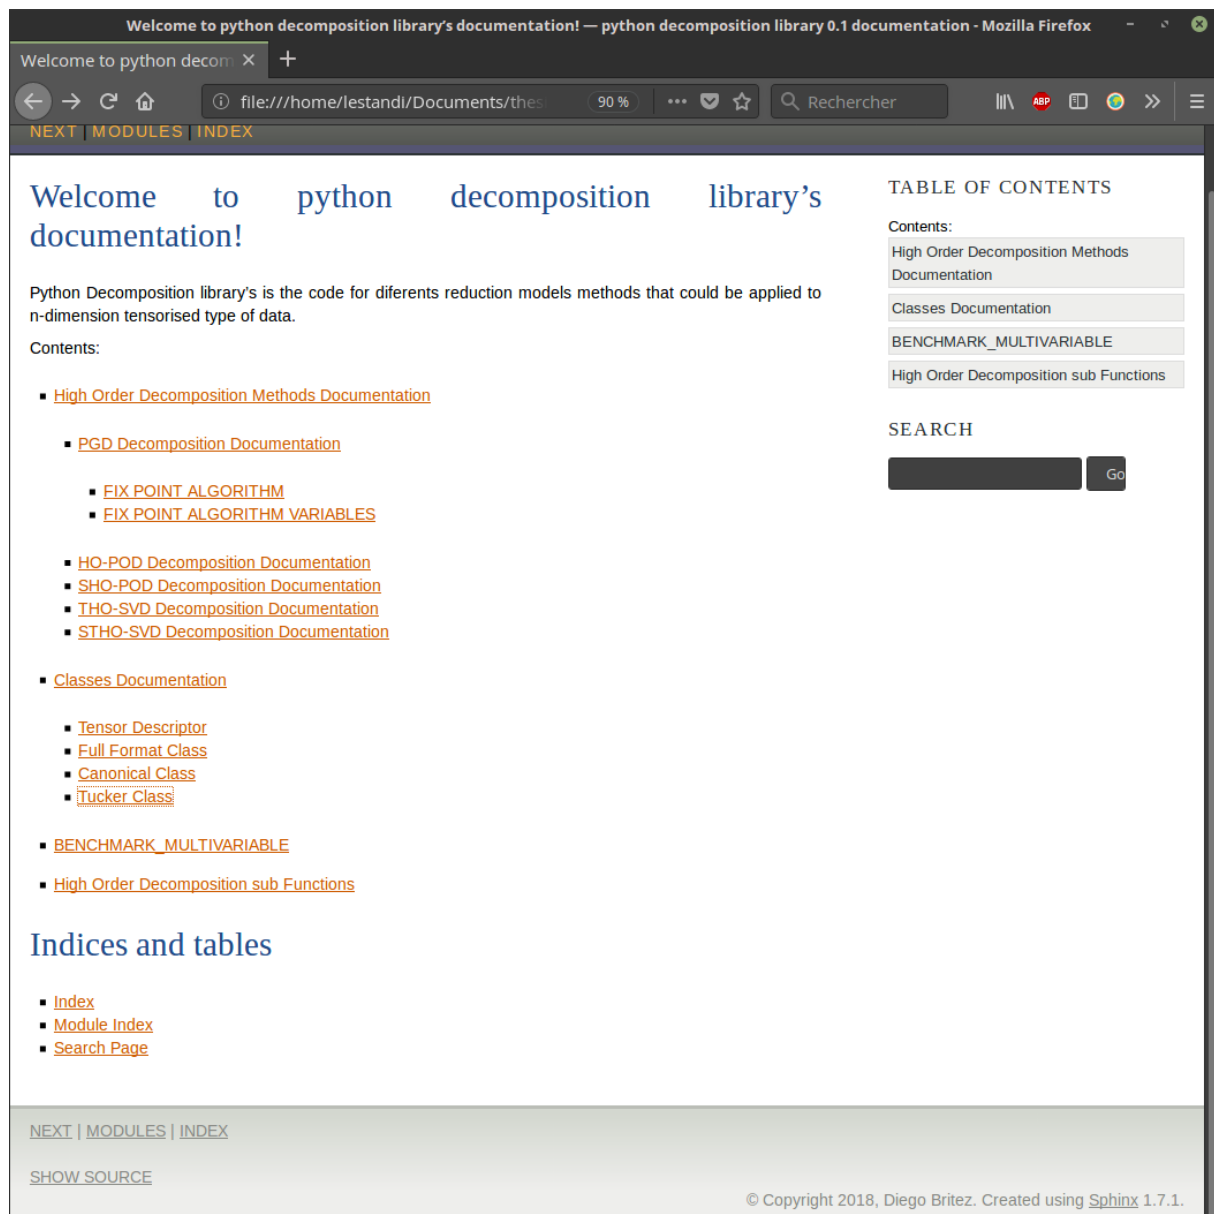 Welcome to python decomposition library's documentation! — python decomposition library 0.1 documentation - Mozilla Firefox
Welcome to python decom
file:///home/lestandi/Documents/thes
90 %
Rechercher
ABP
NEXT | MODULES | INDEX
Welcome to python decomposition library’s
documentation!
Python Decomposition library’s is the code for diferents reduction models methods that could be applied to
n-dimension tensorised type of data.
Contents:
High Order Decomposition Methods Documentation
PGD Decomposition Documentation
FIX POINT ALGORITHM
FIX POINT ALGORITHM VARIABLES
HO-POD Decomposition Documentation
SHO-POD Decomposition Documentation
THO-SVD Decomposition Documentation
STHO-SVD Decomposition Documentation
Classes Documentation
Tensor Descriptor
Full Format Class
Canonical Class
Tucker Class
BENCHMARK_MULTIVARIABLE
High Order Decomposition sub Functions
Indices and tables
Index
Module Index
Search Page
TABLE OF CONTENTS
Contents:
High Order Decomposition Methods
Documentation
Classes Documentation
BENCHMARK_MULTIVARIABLE
High Order Decomposition sub Functions
SEARCH
Go
NEXT | MODULES | INDEX
SHOW SOURCE
© Copyright 2018, Diego Britez. Created using Sphinx 1.7.1.